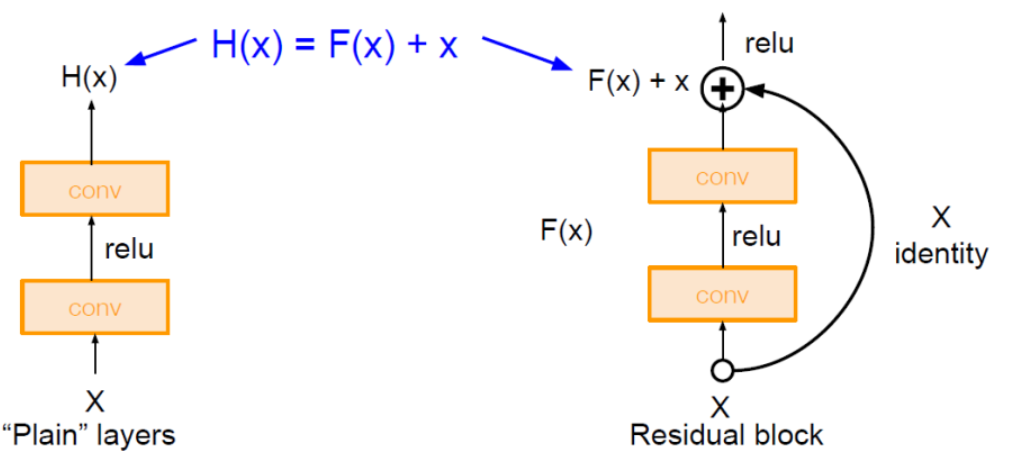 H(x) = F(x) + x
H(x)
conv
relu
conv
X
“Plain” layers
relu
F(x) + x
conv
F(x)
relu
X
identity
conv
X
Residual block